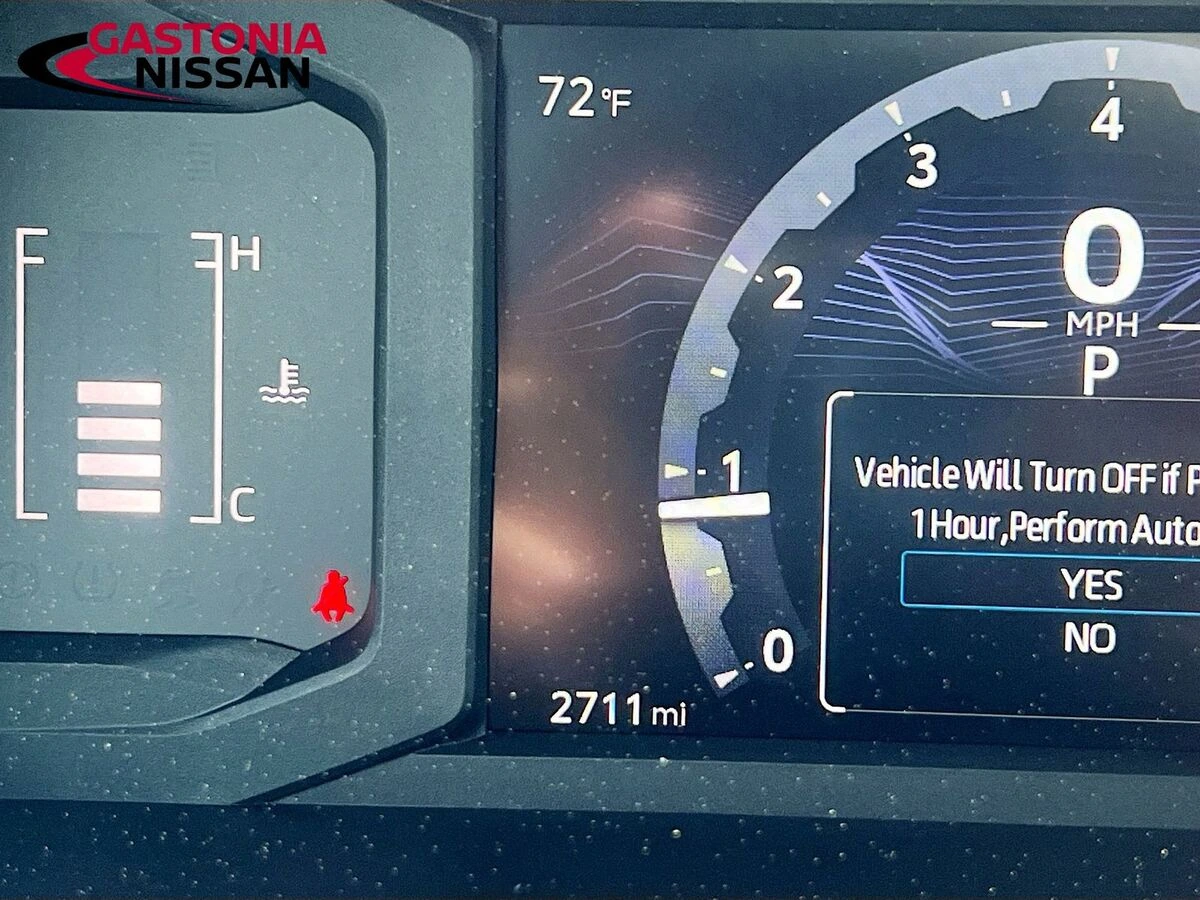 GASTONIA
NISSAN
72°F
4
3
F
H
2
0
MPH
P
1
Vehicle Will Turn OFF if
1 Hour, Perform Auto
C
YES
NO
0
2711 mi